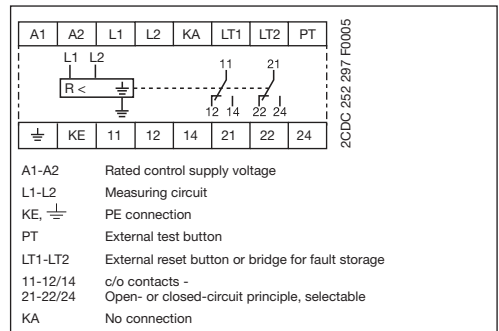 A1 A2 L1 L2 KA LT1 LT2 PT
L1 L2
11 21
R <
12 14 22 24
⏚ KE 11 12 14 21 22 24
2CDC 252 297 F0005
A1-A2 Rated control supply voltage
L1-L2 Measuring circuit
KE, ⏚ PE connection
PT External test button
LT1-LT2 External reset button or bridge for fault storage
11-12/14 c/o contacts -
21-22/24 Open- or closed-circuit principle, selectable
KA No connection